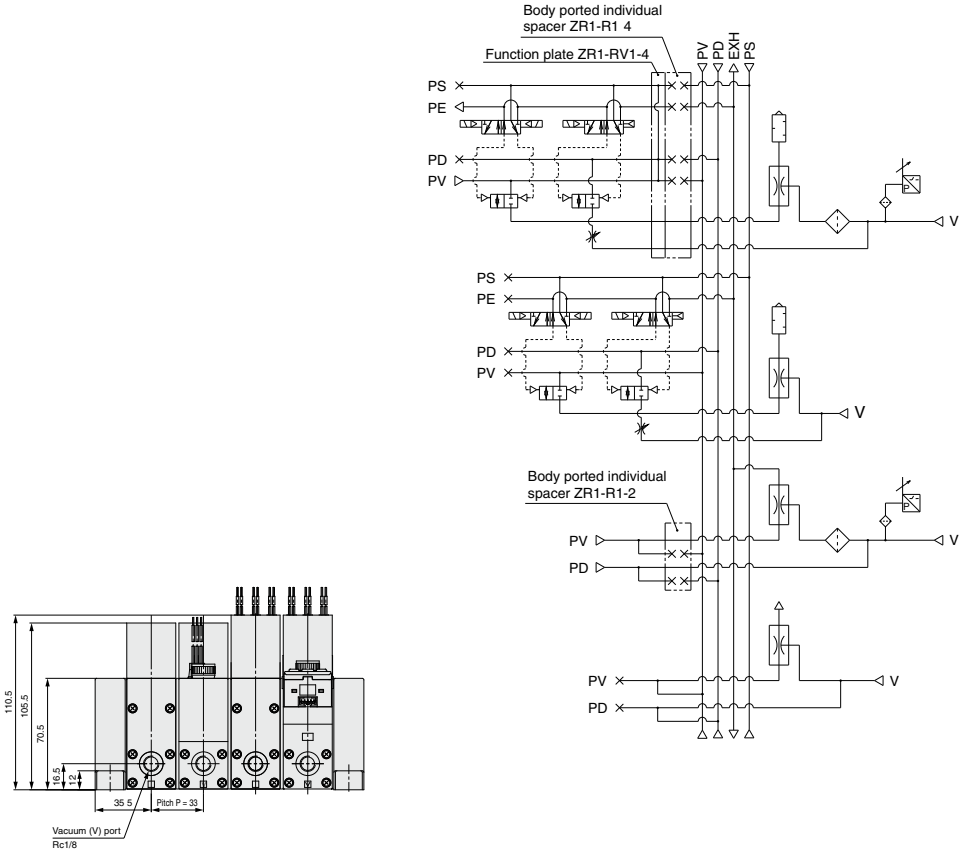 Body ported individual
spacer ZR1-R1 4
Function plate ZR1-RV1-4
PV
PD
EXH
PS
PS
PE
PD
PV
P
V
PS
PE
PD
PV
V
Body ported individual
spacer ZR1-R1-2
P
PV
V
PD
PV
V
PD
110.5
105.5
70.5
16.5
12
35 5
Pitch P = 33
Vacuum (V) port
Rc1/8